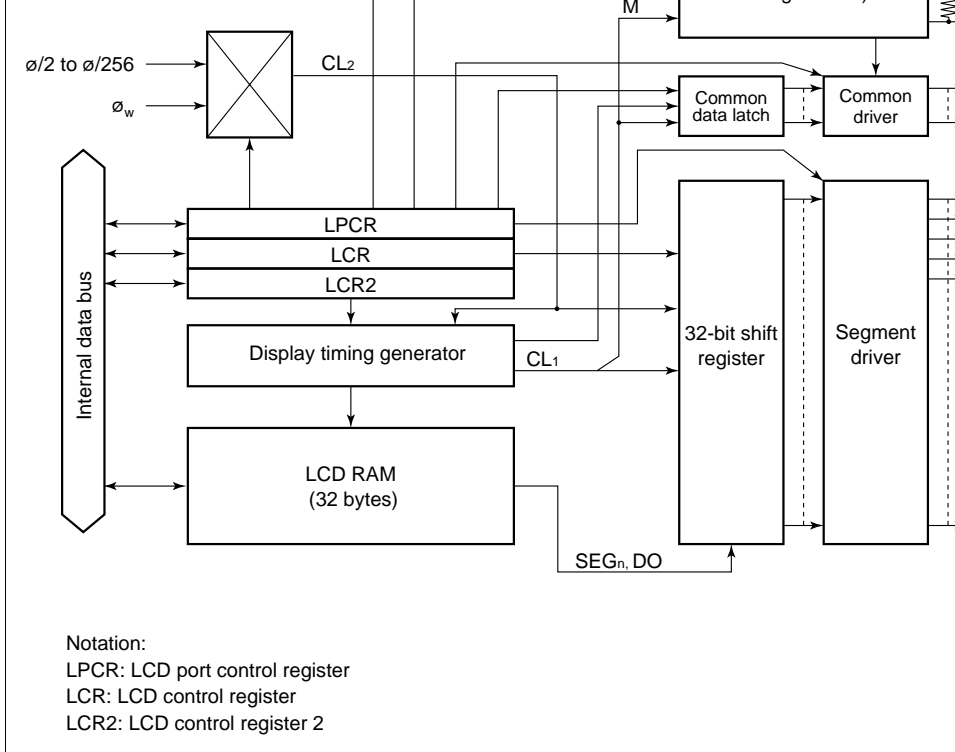 M
ø/2 to ø/256
CL2
øw
Common
data latch
Common
driver
LPCR
LCR
LCR2
Internal data bus
Display timing generator
CL1
32-bit shift
register
Segment
driver
LCD RAM
(32 bytes)
SEGn, DO
Notation:
LPCR: LCD port control register
LCR: LCD control register
LCR2: LCD control register 2